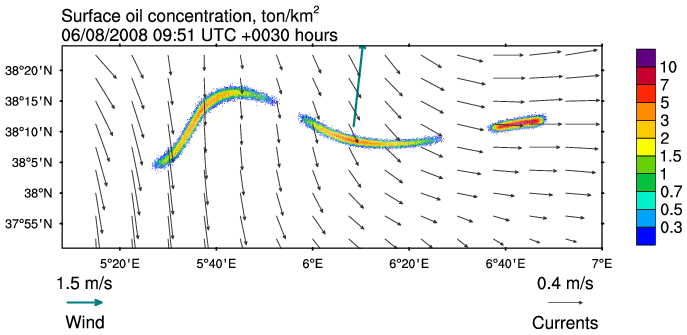 Surface oil concentration, ton/km²
06/08/2008 09:51 UTC +0030 hours
38°20'N
38°15'N
38°10'N
38°5'N
38°N
37°55'N
5°20'E 5°40'E 6°E 6°20'E 6°40'E 7°E
10
7
5
3
2
1.5
1
0.7
0.5
0.3
1.5 m/s
Wind
0.4 m/s
Currents